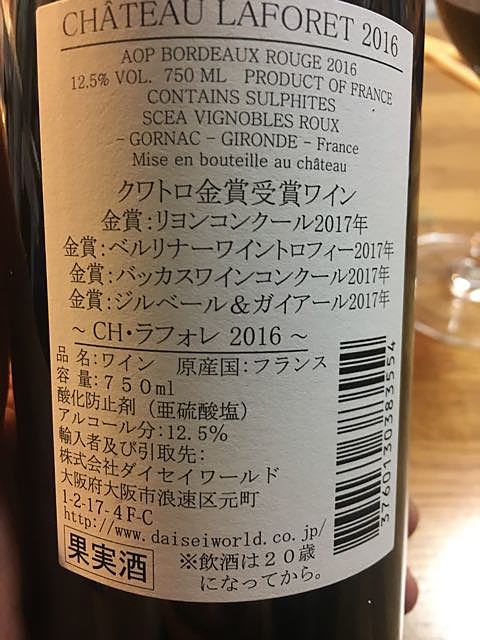 CHÂTEAU LAFORET 2016
AOP BORDEAUX ROUGE 2016
12.5% VOL. 750 ML PRODUCT OF FRANCE
CONTAINS SULPHITES
SCEA VIGNOBLES ROUX
- GORNAC - GIRONDE - France
Mise en bouteille au château
クワトロ金賞受賞ワイン
金賞:リヨンコンクール2017年
金賞:ベルリナーワイントロフィー2017年
金賞:バッカスワインコンクール2017年
金賞:ジルベール&ガイアール2017年
~ CH・ラフォレ 2016 ~
品 名:ワイン 原産国:フランス
容 量:750ml
酸化防止剤(亜硫酸塩)
アルコール分:12.5%
輸入者及び引取先:
株式会社ダイセイワールド
大阪府大阪市浪速区元町
1-2-17-4F-C
http://www.daiseiworld.co.jp/
果実酒
※飲酒は20歳
になってから。
3760130383554